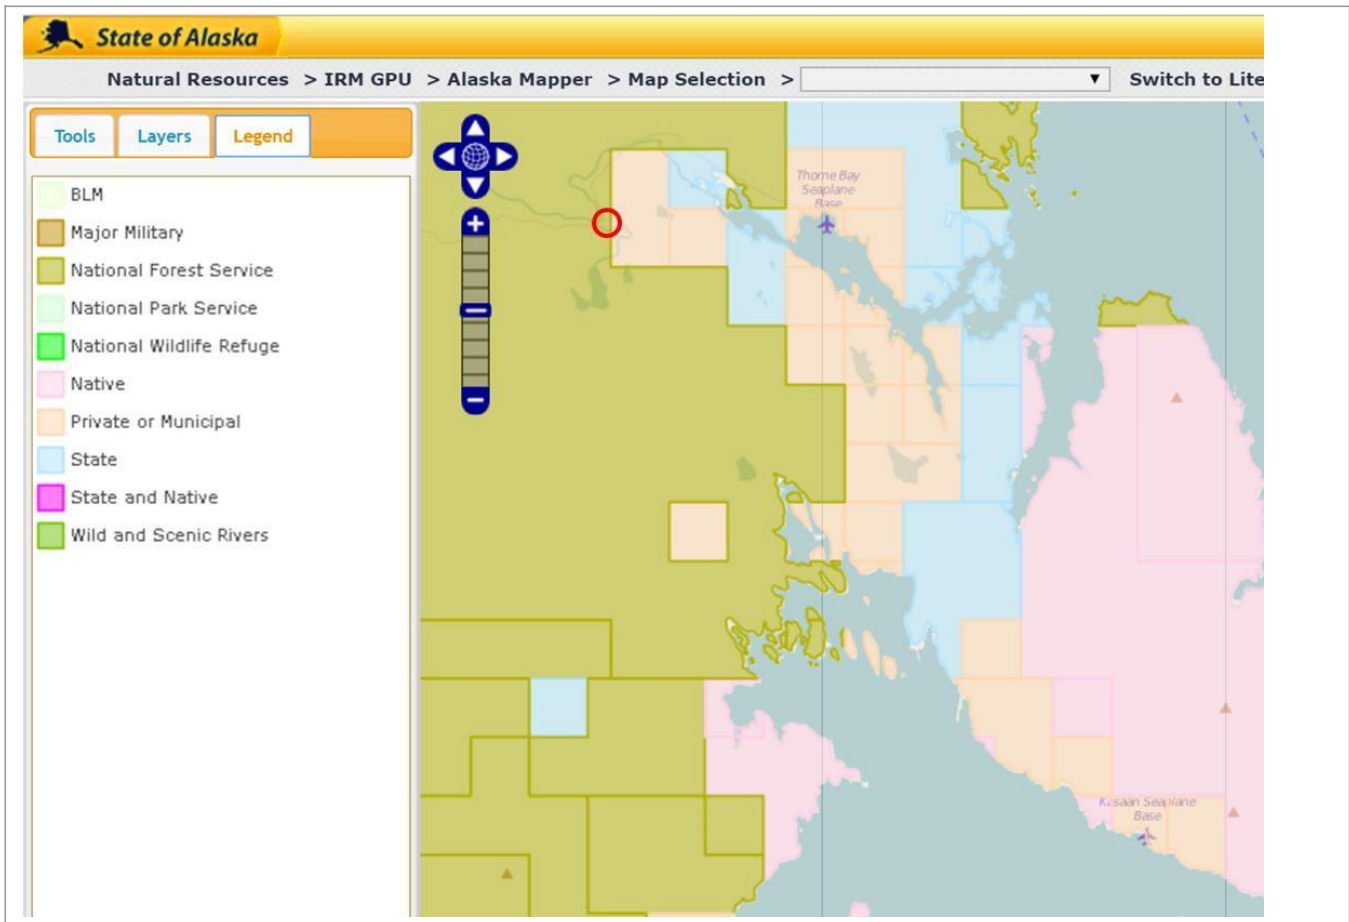 State of Alaska
Natural Resources > IRM GPU > Alaska Mapper > Map Selection > Switch to Lite
Tools Layers Legend
BLM
Major Military
National Forest Service
National Park Service
National Wildlife Refuge
Native
Private or Municipal
State
State and Native
Wild and Scenic Rivers
Thorne Bay
Seaplane
Base
Kasaan Seaplane
Base